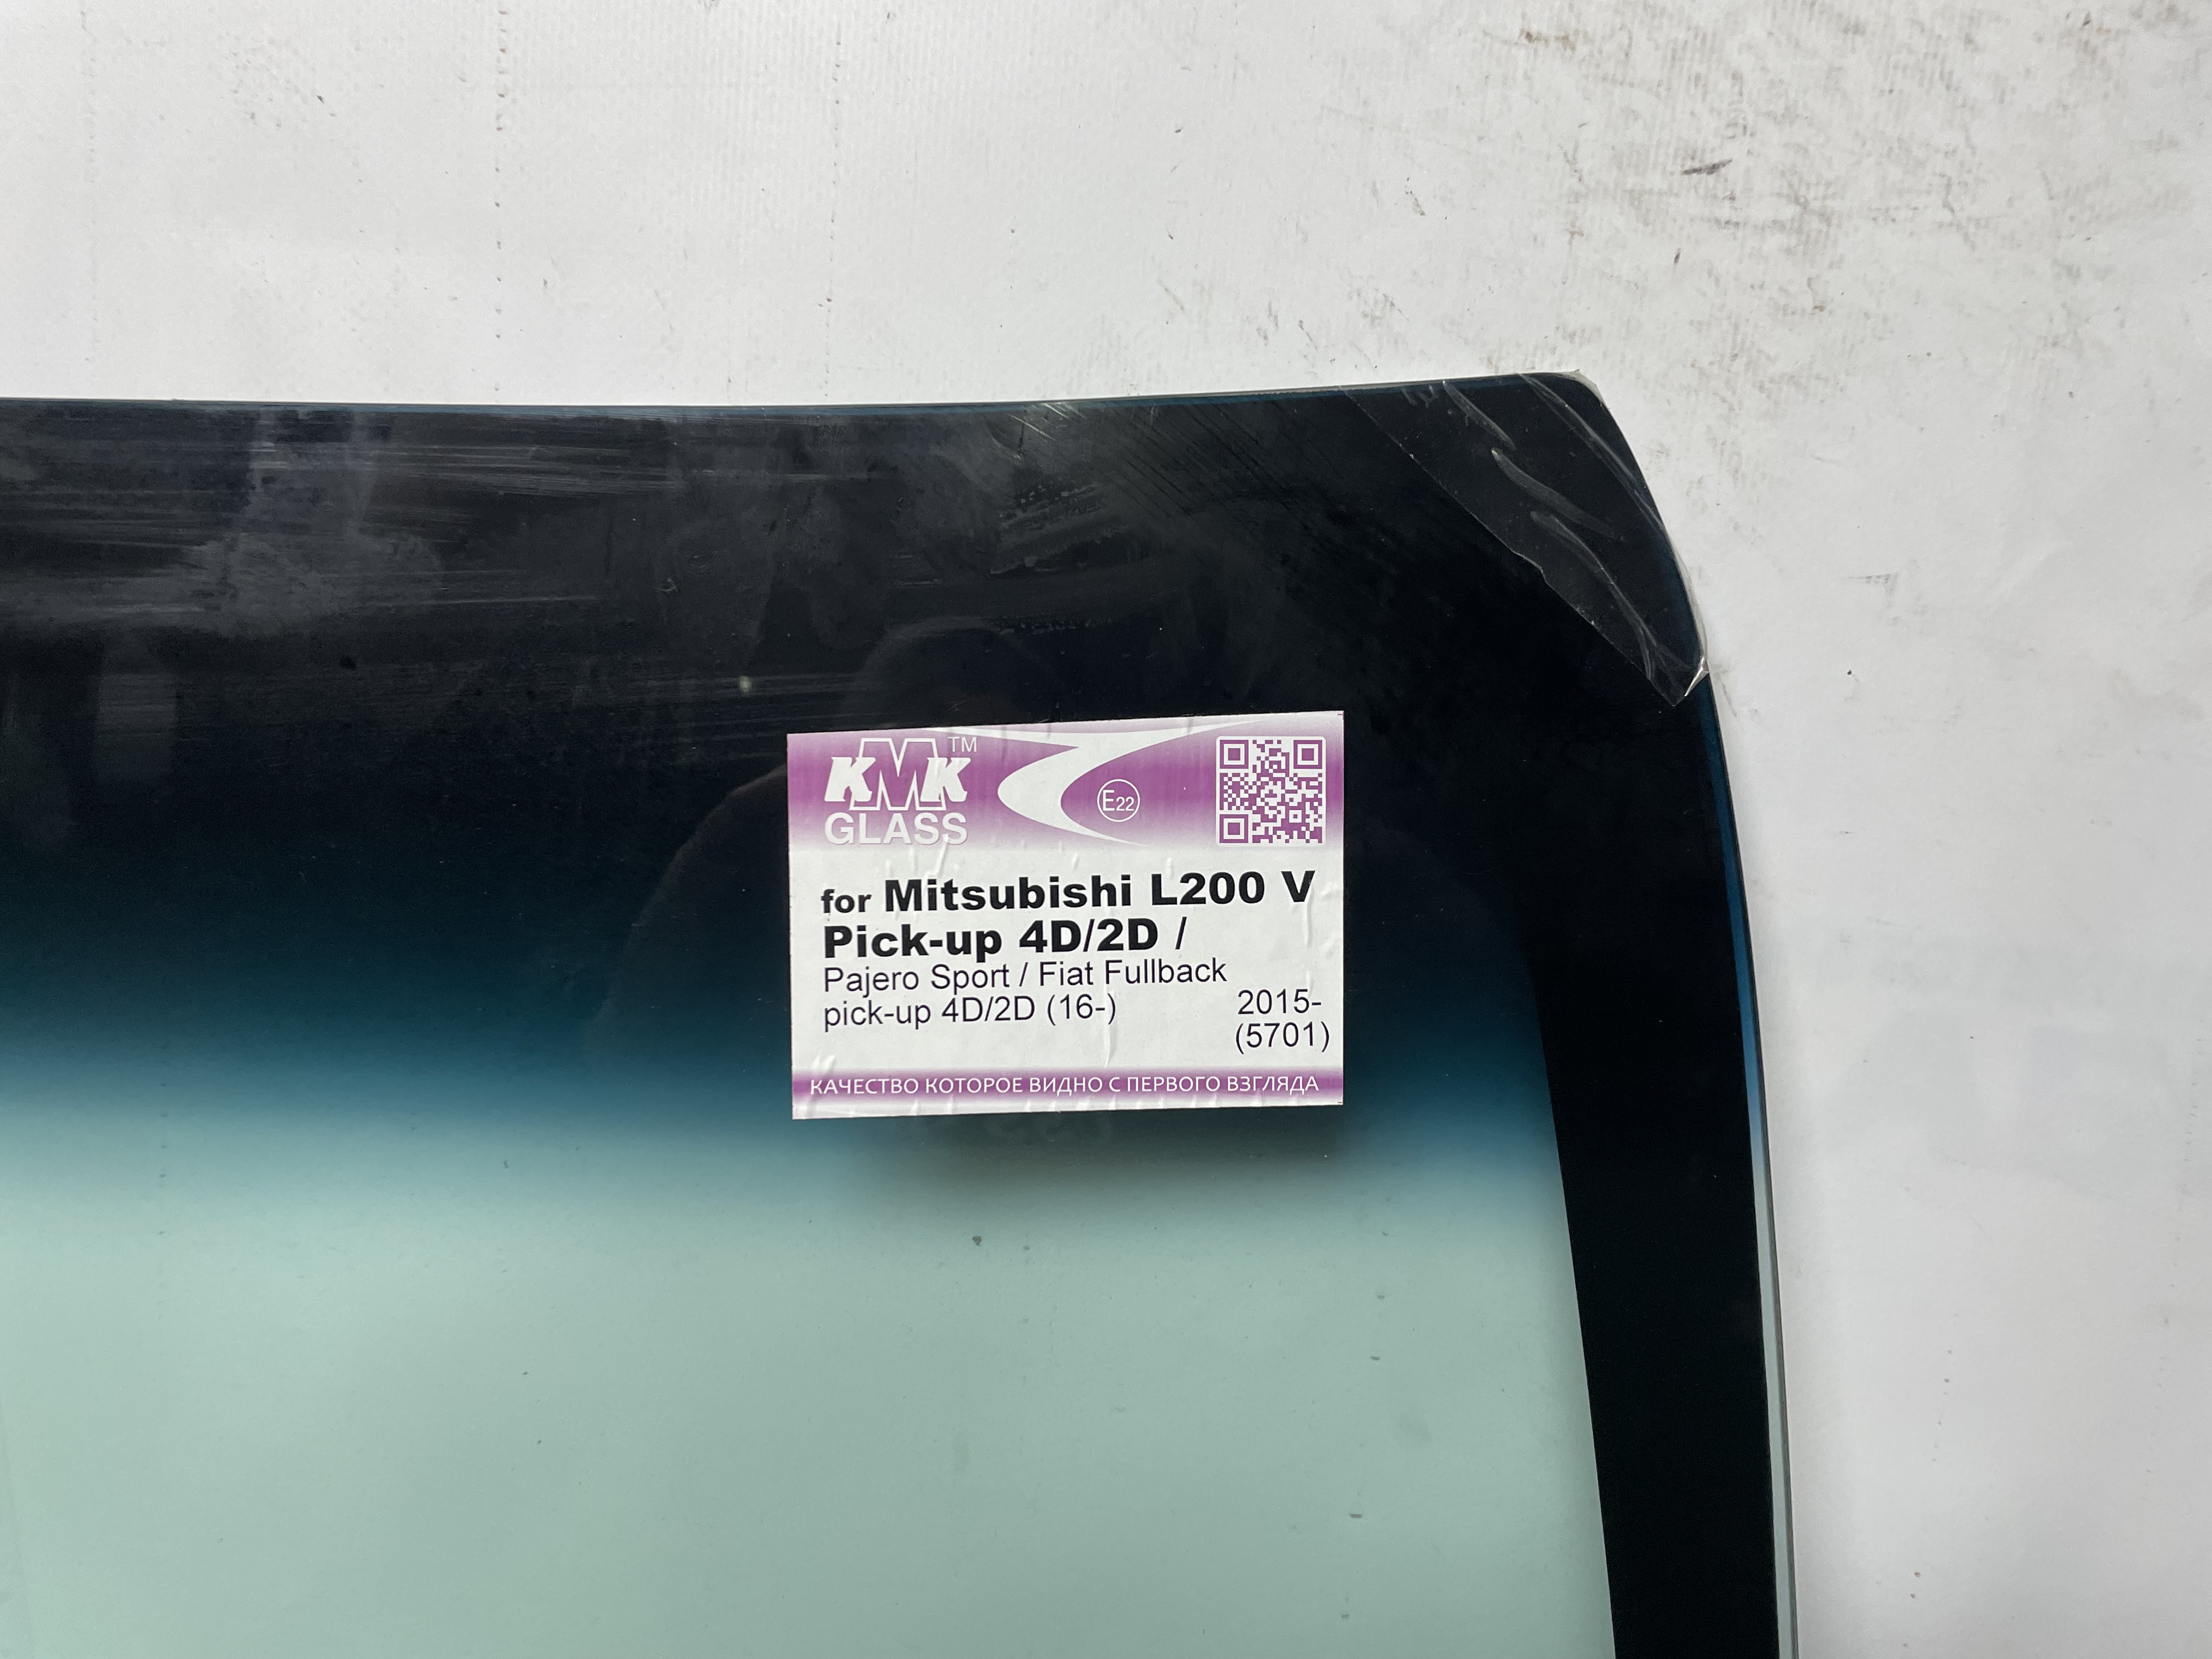 KMK™
GLASS
E22
for Mitsubishi L200 V
Pick-up 4D/2D /
Pajero Sport / Fiat Fullback
pick-up 4D/2D (16-)
2015-
(5701)
КАЧЕСТВО КОТОРОЕ ВИДНО С ПЕРВОГО ВЗГЛЯДА